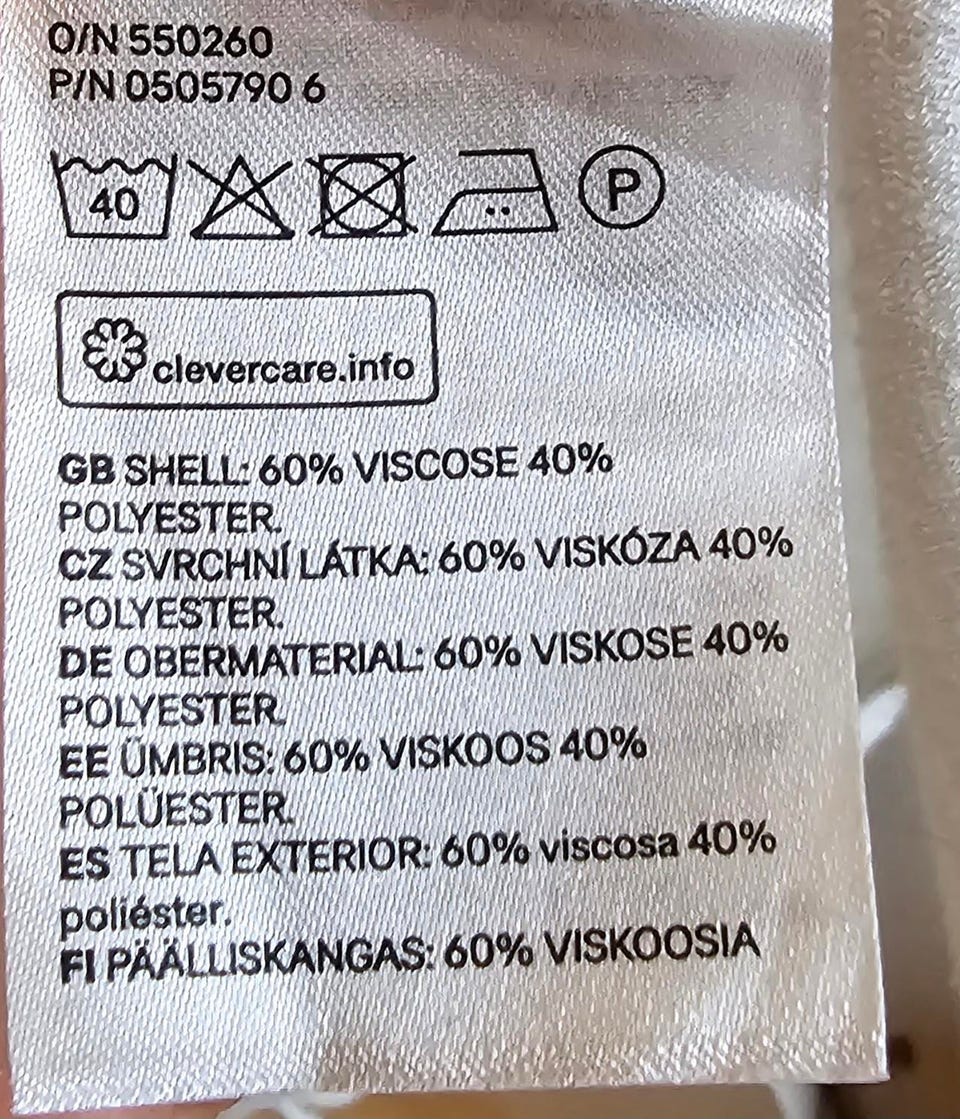 O/N 550260
P/N 0505790 6
40
P
clevercare.info
GB SHELL: 60% VISCOSE 40%
POLYESTER.
CZ SVRCHNÍ LÁTKA: 60% VISKÓZA 40%
POLYESTER.
DE OBERMATERIAL: 60% VISKOSE 40%
POLYESTER.
EE ÜMBRIS: 60% VISKOOS 40%
POLÜESTER.
ES TELA EXTERIOR: 60% viscosa 40%
poliéster.
FI PÄÄLLISKANGAS: 60% VISKOOSIA